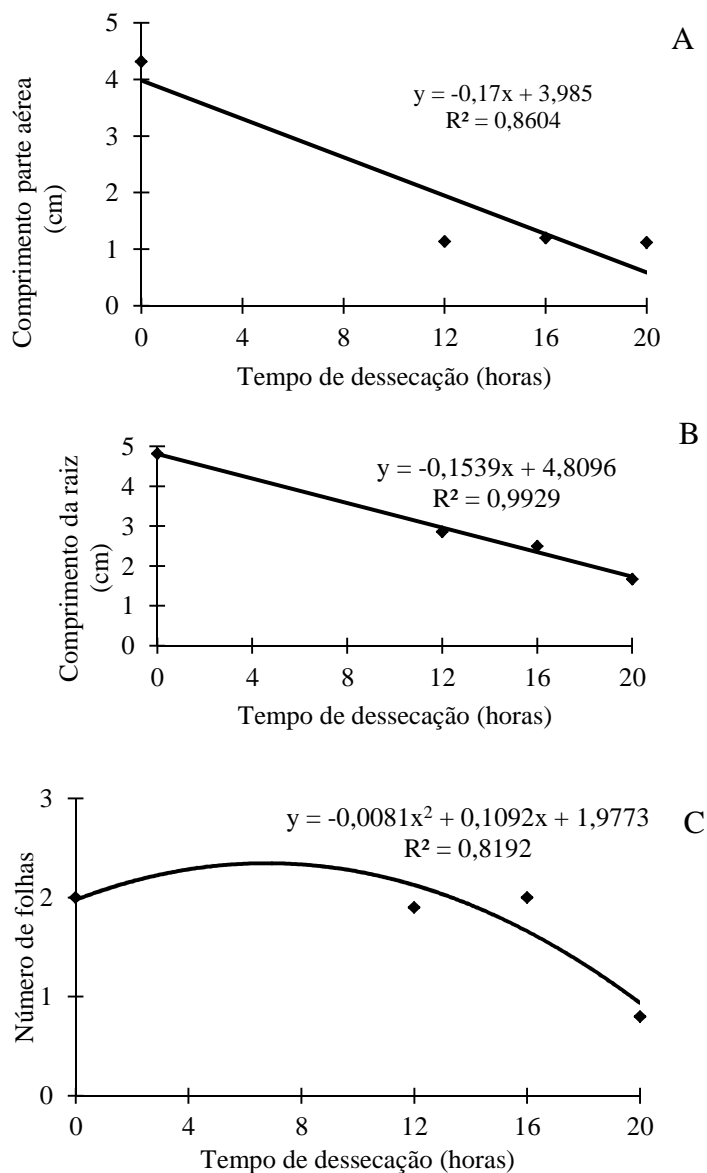 A
5
4
3
2
1
0
Comprimento parte aérea
(cm)
y = -0,17x + 3,985
R² = 0,8604
0 4 8 12 16 20
Tempo de dessecação (horas)
B
5
4
3
2
1
0
Comprimento da raiz
(cm)
y = -0,1539x + 4,8096
R² = 0,9929
0 4 8 12 16 20
Tempo de dessecação (horas)
C
3
2
1
0
Número de folhas
y = -0,0081x² + 0,1092x + 1,9773
R² = 0,8192
0 4 8 12 16 20
Tempo de dessecação (horas)